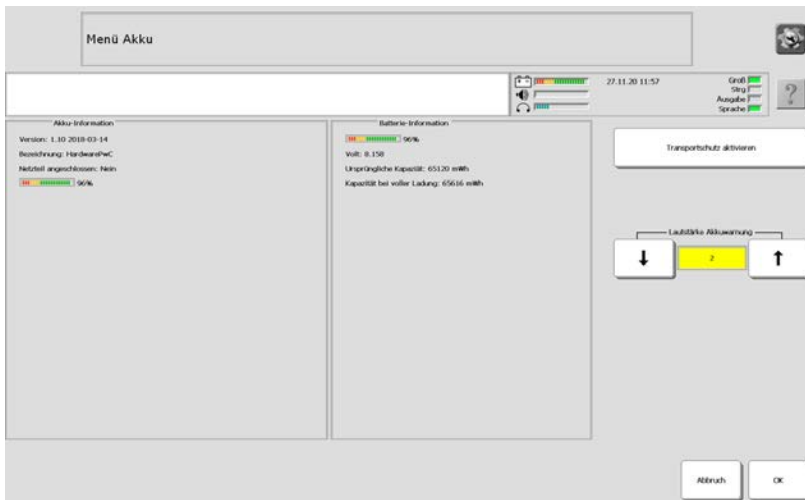 Menü Akku
27.11.20 11:57
Groß
Strg
Ausgabe
Sprache
?
Akku-Information
Version: 1.10 2018-03-14
Bezeichnung: HardwarePwC
Netzteil angeschlossen: Nein
96%
Batterie-Information
96%
Volt: 8.158
Ursprüngliche Kapazität: 65120 mWh
Kapazität bei voller Ladung: 65616 mWh
Transportschutz aktivieren
Lautstärke Akkuwarnung
↓ 2 ↑
Abbruch OK